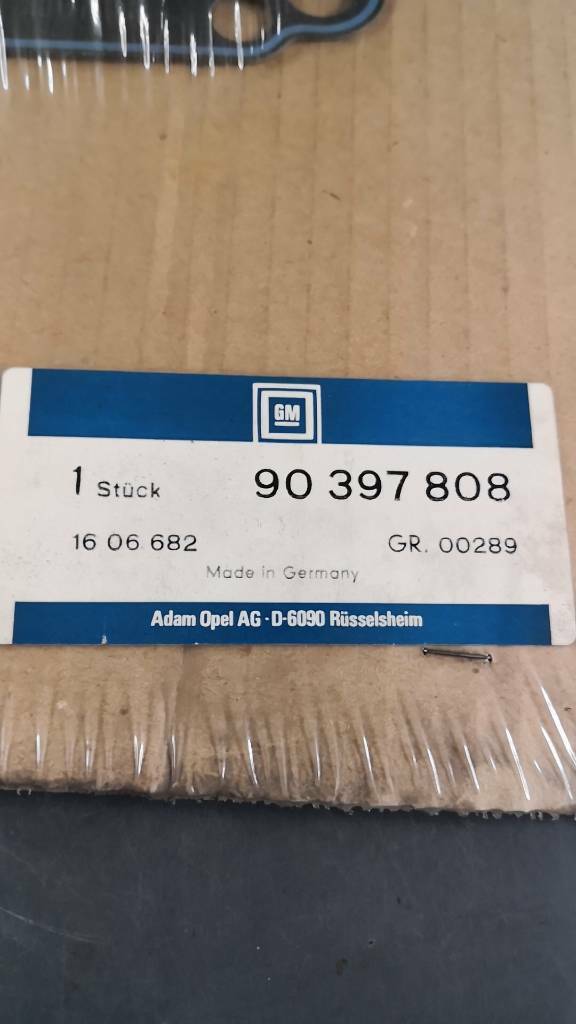 GM
1 Stück 90 397 808
16 06 682 GR. 00289
Made in Germany
Adam Opel AG · D-6090 Rüsselsheim